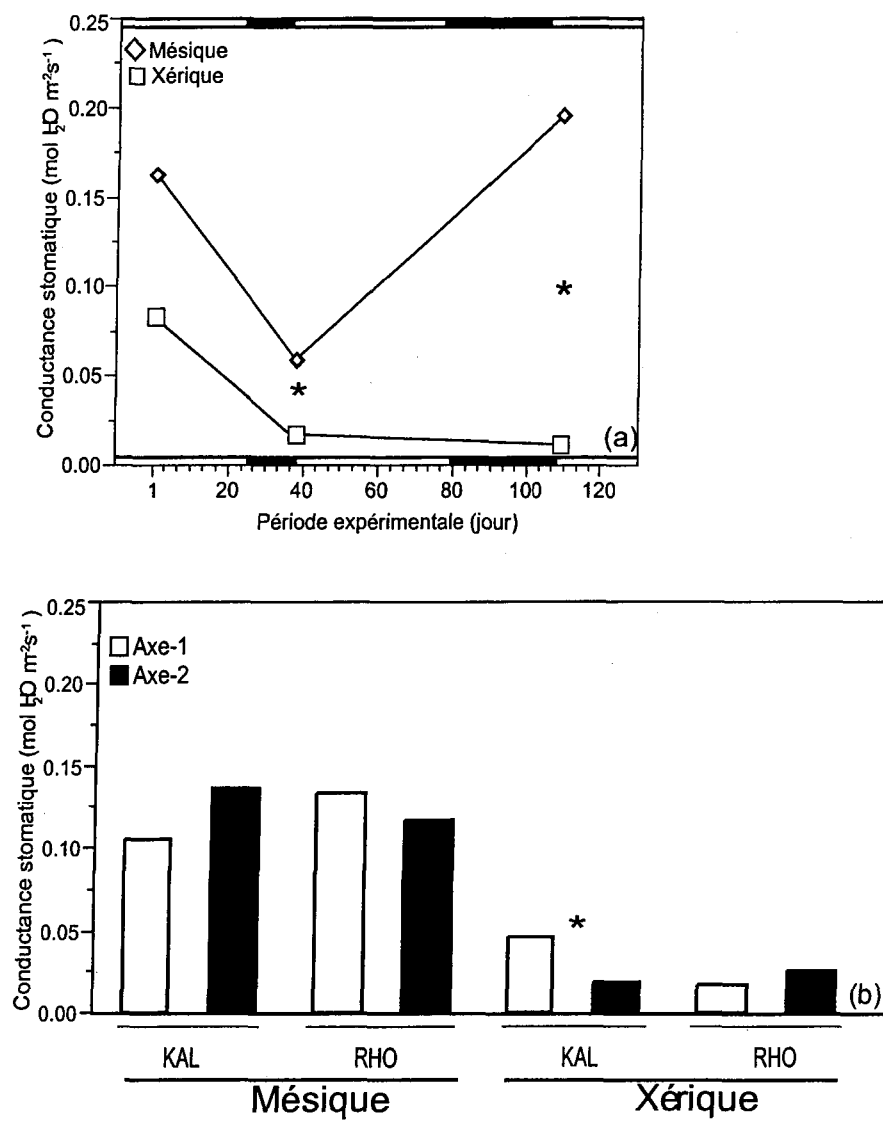 0.25
Mésique
Xérique
0.20
0.15
0.10
*
0.05
*
0.00
(a)
1 20 40 60 80 100 120
Conductance stomatique (mol H2O m-2s-1)
Période expérimentale (jour)
0.25
Axe-1
Axe-2
0.20
0.15
0.10
0.05
*
0.00
(b)
Conductance stomatique (mol H2O m-2s-1)
KAL RHO KAL RHO
Mésique Xérique